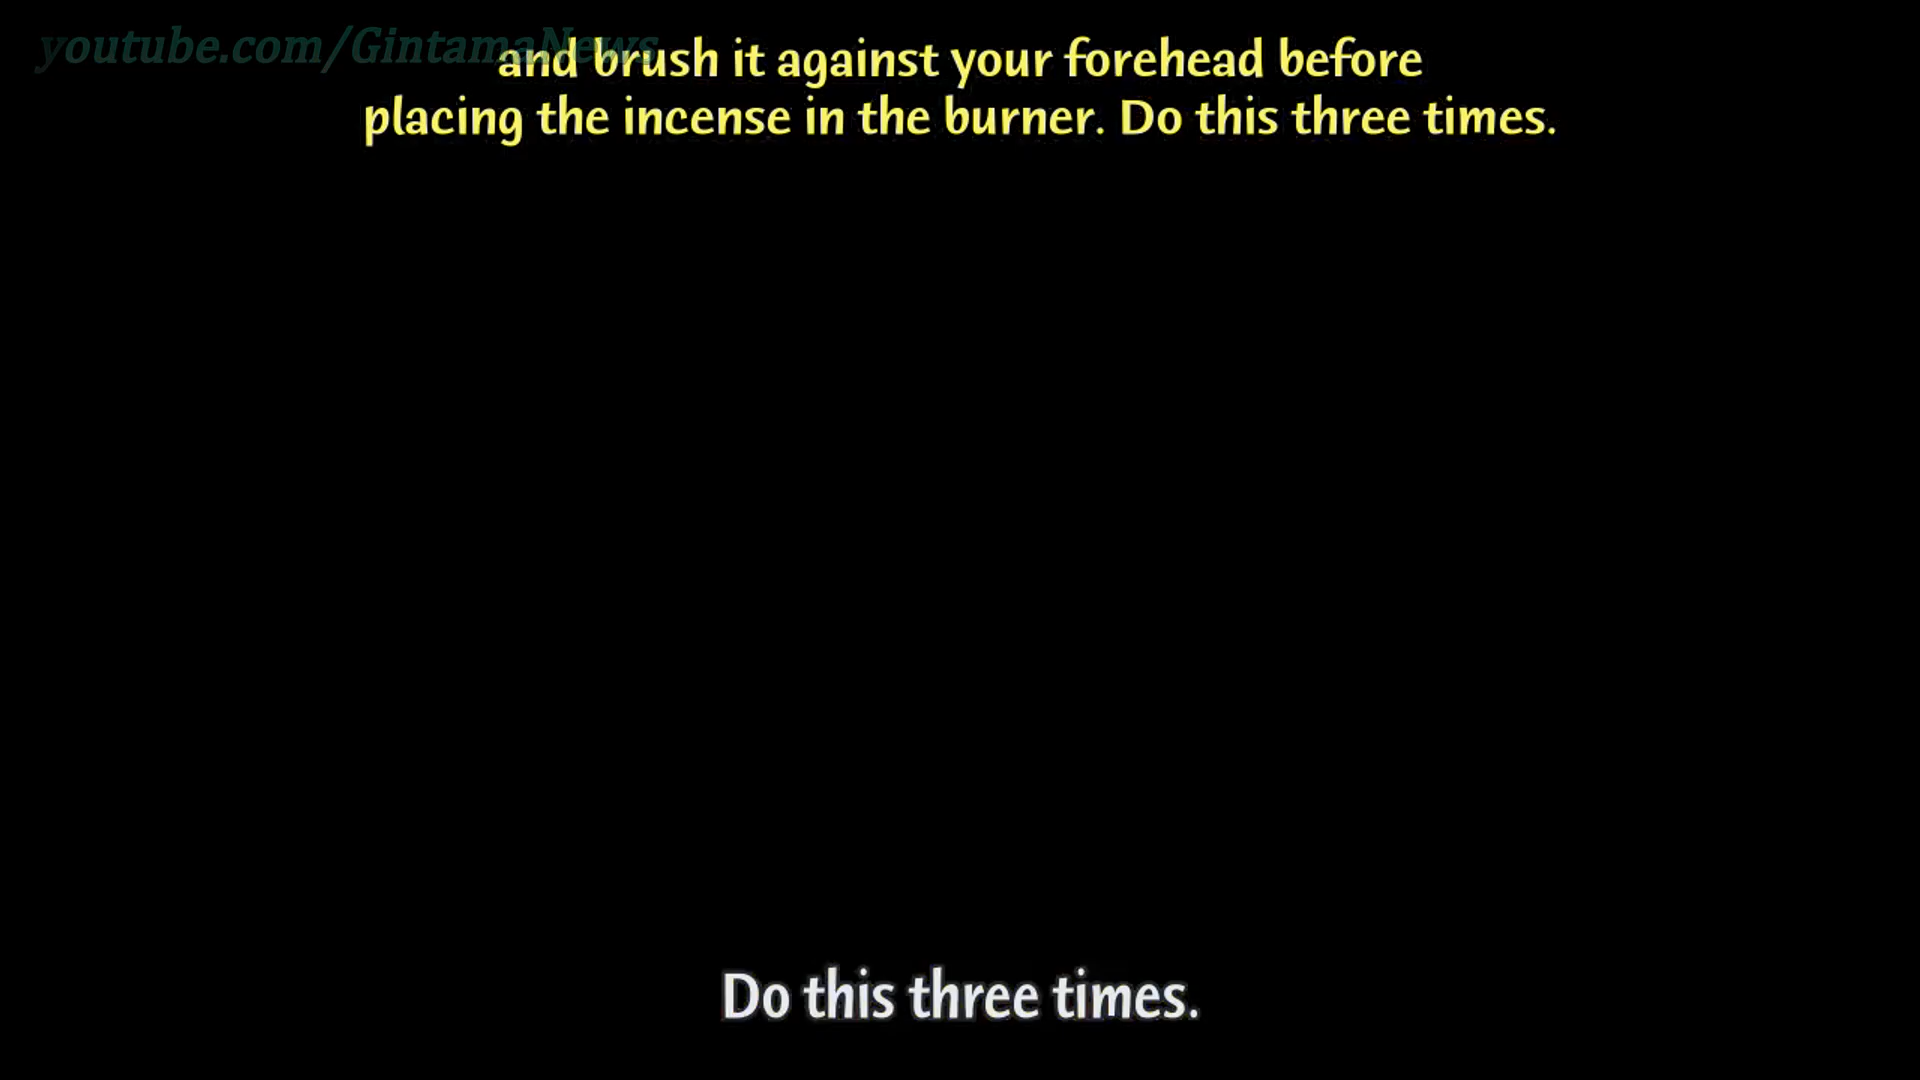 youtube.com/GintamaNews
and brush it against your forehead before
placing the incense in the burner. Do this three times.
Do this three times.